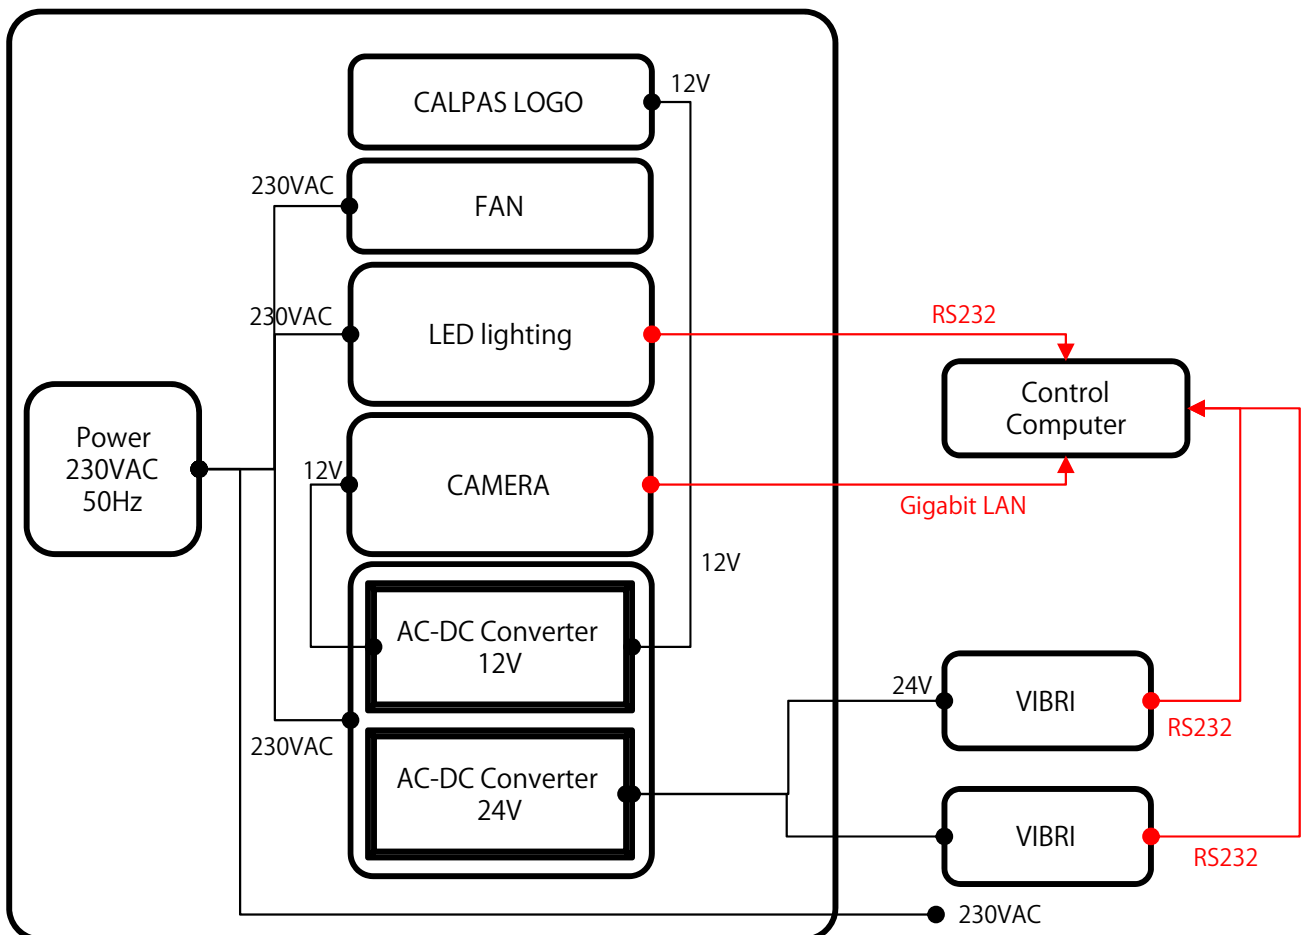 12V
CALPAS LOGO
230VAC
FAN
230VAC
LED lighting
RS232
Control
Computer
Power
230VAC
50Hz
12V
CAMERA
Gigabit LAN
12V
AC-DC Converter
12V
24V
VIBRI
RS232
230VAC
AC-DC Converter
24V
VIBRI
RS232
230VAC